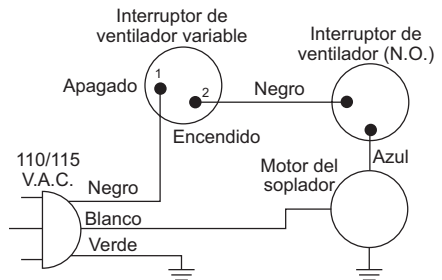 Interruptor de
ventilador variable
Interruptor de
ventilador (N.O.)
Apagado
1
2
Negro
Encendido
110/115
V.A.C.
Negro
Motor del
soplador
Azul
Blanco
Verde